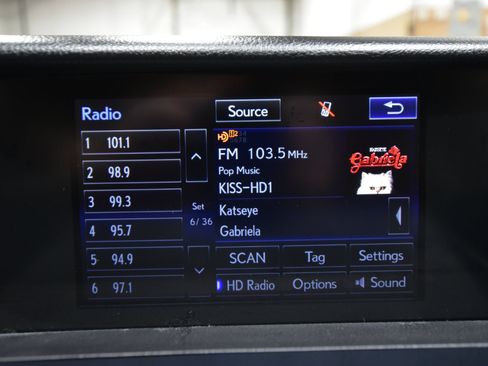 Radio
Source
1 101.1
2 98.9
3 99.3
4 95.7
5 94.9
6 97.1
Set
6/36
HD
FM 103.5 MHz
Pop Music
KISS-HD1
Katseye
Gabriela
Gabriela
SCAN
Tag
Settings
HD Radio
Options
Sound